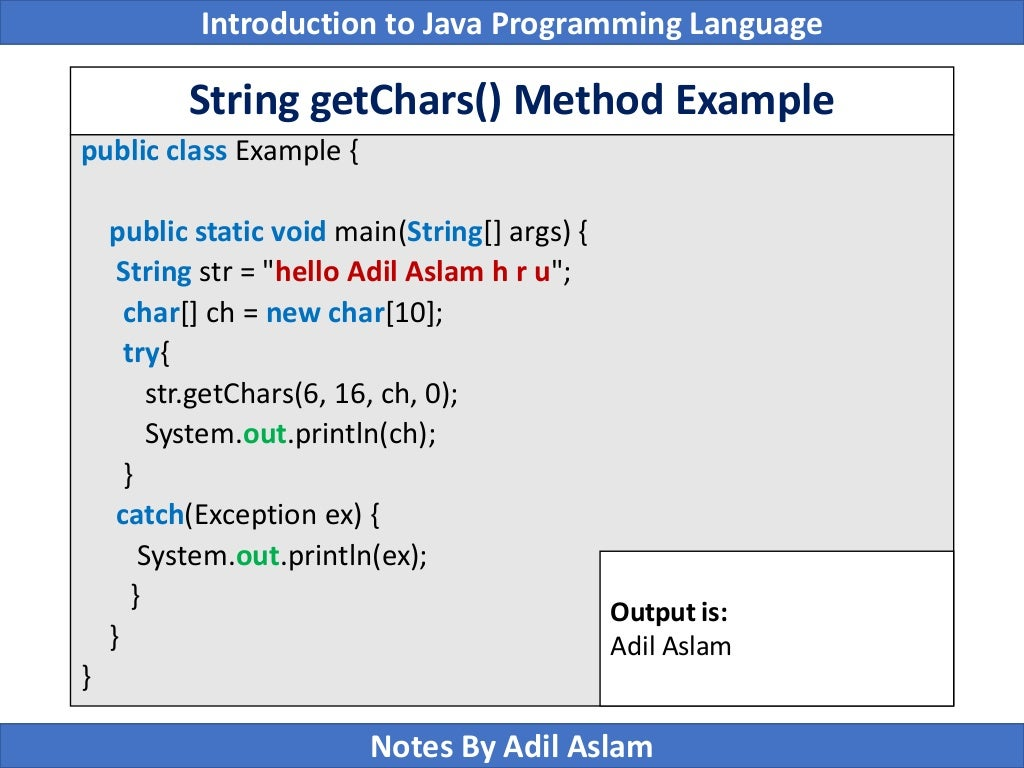 Introduction to Java Programming Language
String getChars() Method Example
public class Example {
public static void main(String[] args) {
String str = "hello Adil Aslam h r u";
char[] ch = new char[10];
try{
str.getChars(6, 16, ch, 0);
System.out.println(ch);
}
catch(Exception ex) {
System.out.println(ex);
}
}
}
Output is:
Adil Aslam
Notes By Adil Aslam